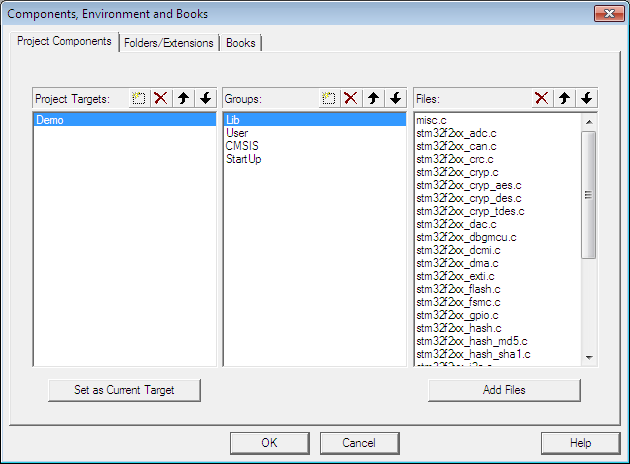 Components, Environment and Books
Project Components
Folders/Extensions
Books
Project Targets:
Groups:
Files:
Demo
Lib
User
CMSIS
StartUp
misc.c
stm32f2xx_adc.c
stm32f2xx_can.c
stm32f2xx_crc.c
stm32f2xx_cryp.c
stm32f2xx_cryp_aes.c
stm32f2xx_cryp_des.c
stm32f2xx_cryp_tdes.c
stm32f2xx_dac.c
stm32f2xx_dbgmcu.c
stm32f2xx_dcmi.c
stm32f2xx_dma.c
stm32f2xx_exti.c
stm32f2xx_flash.c
stm32f2xx_fsmc.c
stm32f2xx_gpio.c
stm32f2xx_hash.c
stm32f2xx_hash_md5.c
stm32f2xx_hash_sha1.c
Set as Current Target
Add Files
OK
Cancel
Help